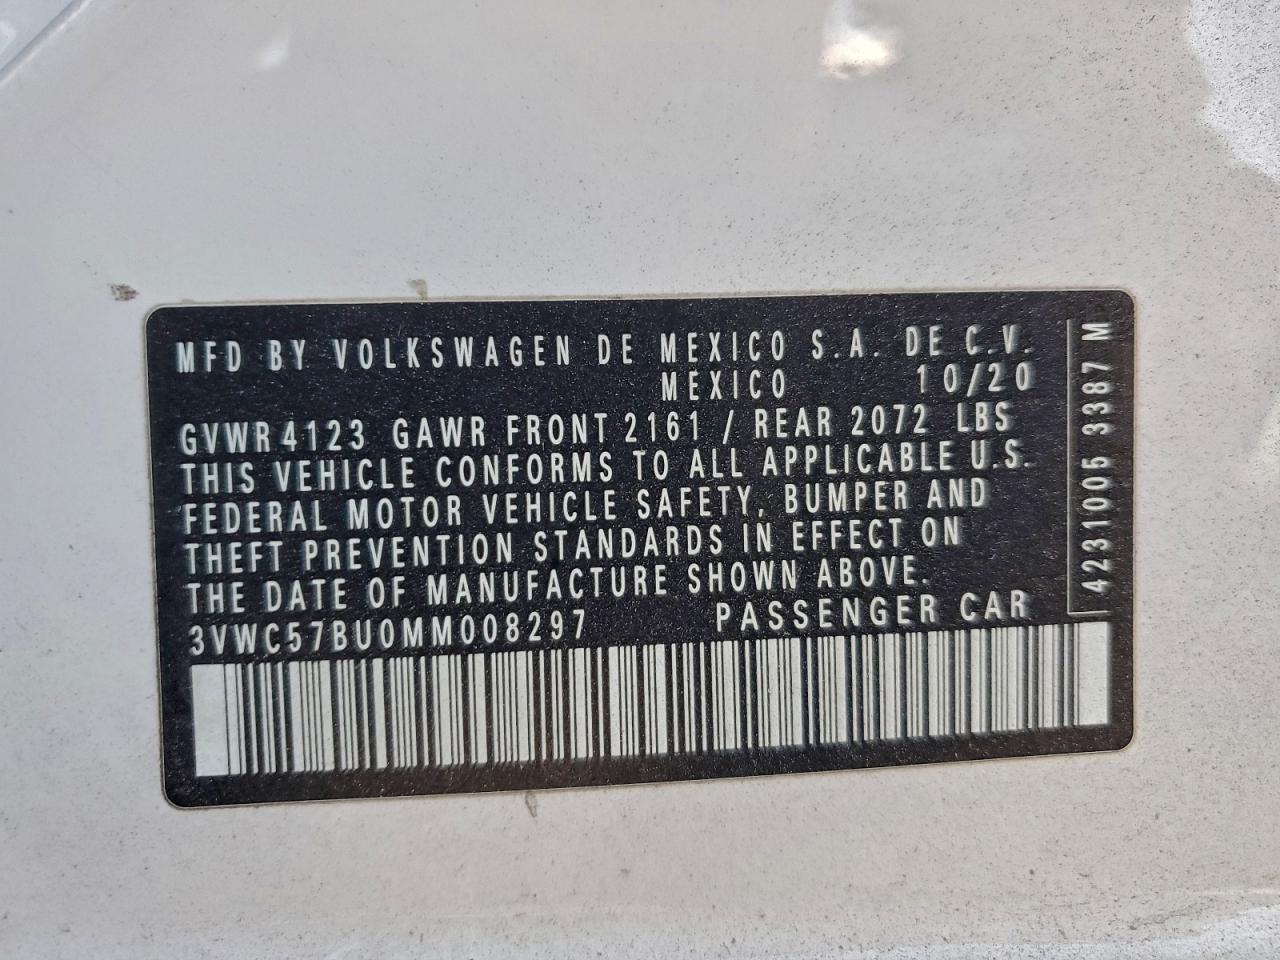 MFD BY VOLKSWAGEN DE MEXICO S.A. DE C.V.
MEXICO 10/20
GVWR 4123 GAWR FRONT 2161 / REAR 2072 LBS
THIS VEHICLE CONFORMS TO ALL APPLICABLE U.S.
FEDERAL MOTOR VEHICLE SAFETY, BUMPER AND
THEFT PREVENTION STANDARDS IN EFFECT ON
THE DATE OF MANUFACTURE SHOWN ABOVE.
3VWC57BU0MM008297 PASSENGER CAR
4231005 3387 M